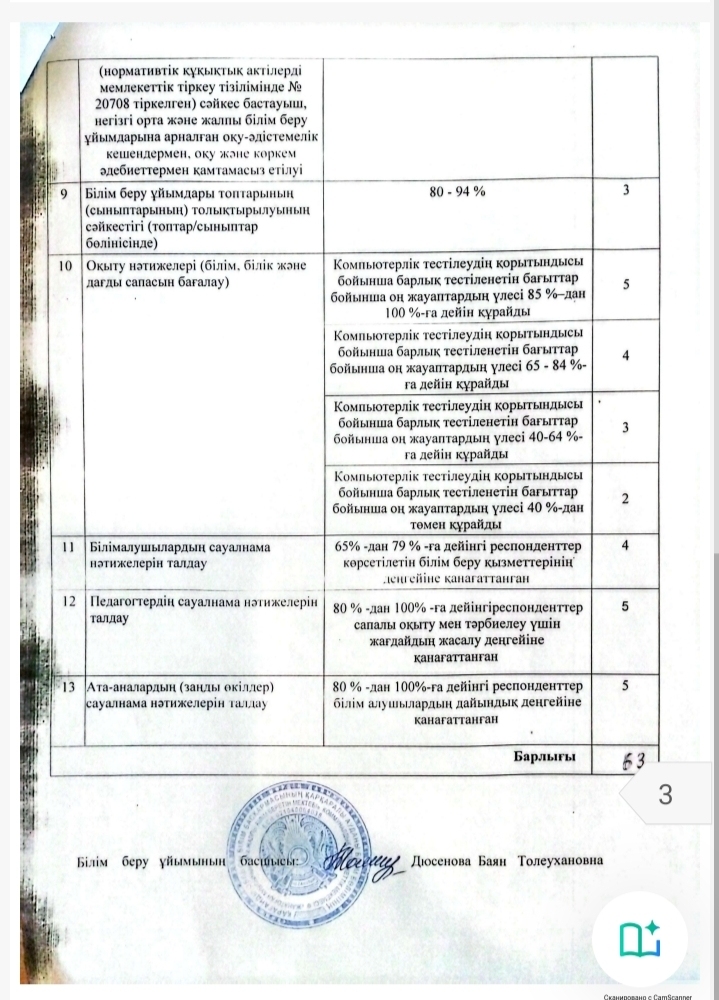 (нормативтік құқықтық актілерді
мемлекеттік тіркеу тізілімінде №
20708 тіркелген) сәйкес бастауыш,
негізгі орта және жалпы білім беру
ұйымдарына арналған оқу-әдістемелік
кешендермен, оқу және көркем
әдебиеттермен қамтамасыз етілуі
9 Білім беру ұйымдары топтарының
(сыныптарының) толықтырылуының
сәйкестігі (топтар/сыныптар
бөлінісінде)
80 - 94 %
3
10 Оқыту нәтижелері (білім, білік және
дағды сапасын бағалау)
Компьютерлік тестілеудің қорытындысы
бойынша барлық тестіленетін бағыттар
бойынша оң жауаптардың үлесі 85 %–дан
100 %-ға дейін құрайды
5
Компьютерлік тестілеудің қорытындысы
бойынша барлық тестіленетін бағыттар
бойынша оң жауаптардың үлесі 65 - 84 %-
ға дейін құрайды
4
Компьютерлік тестілеудің қорытындысы
бойынша барлық тестіленетін бағыттар
бойынша оң жауаптардың үлесі 40-64 %-
ға дейін құрайды
3
Компьютерлік тестілеудің қорытындысы
бойынша барлық тестіленетін бағыттар
бойынша оң жауаптардың үлесі 40 %-дан
төмен құрайды
2
11 Білімалушылардың сауалнама
нәтижелерін талдау
65% -дан 79 % -ға дейінгі респонденттер
көрсетілетін білім беру қызметтерінің
деңгейіне қанағаттанған
4
12 Педагогтердің сауалнама нәтижелерін
талдау
80 % -дан 100% -ға дейінгіреспонденттер
сапалы оқыту мен тәрбиелеу үшін
жағдайдың жасалу деңгейіне
қанағаттанған
5
13 Ата-аналардың (заңды өкілдер)
сауалнама нәтижелерін талдау
80 % -дан 100%-ға дейінгі респонденттер
білім алушылардың дайындық деңгейіне
қанағаттанған
5
Барлығы 63
3
Білім беру ұйымының басшысы: Дюсенова Баян Толеухановна
Сканировано с CamScanner